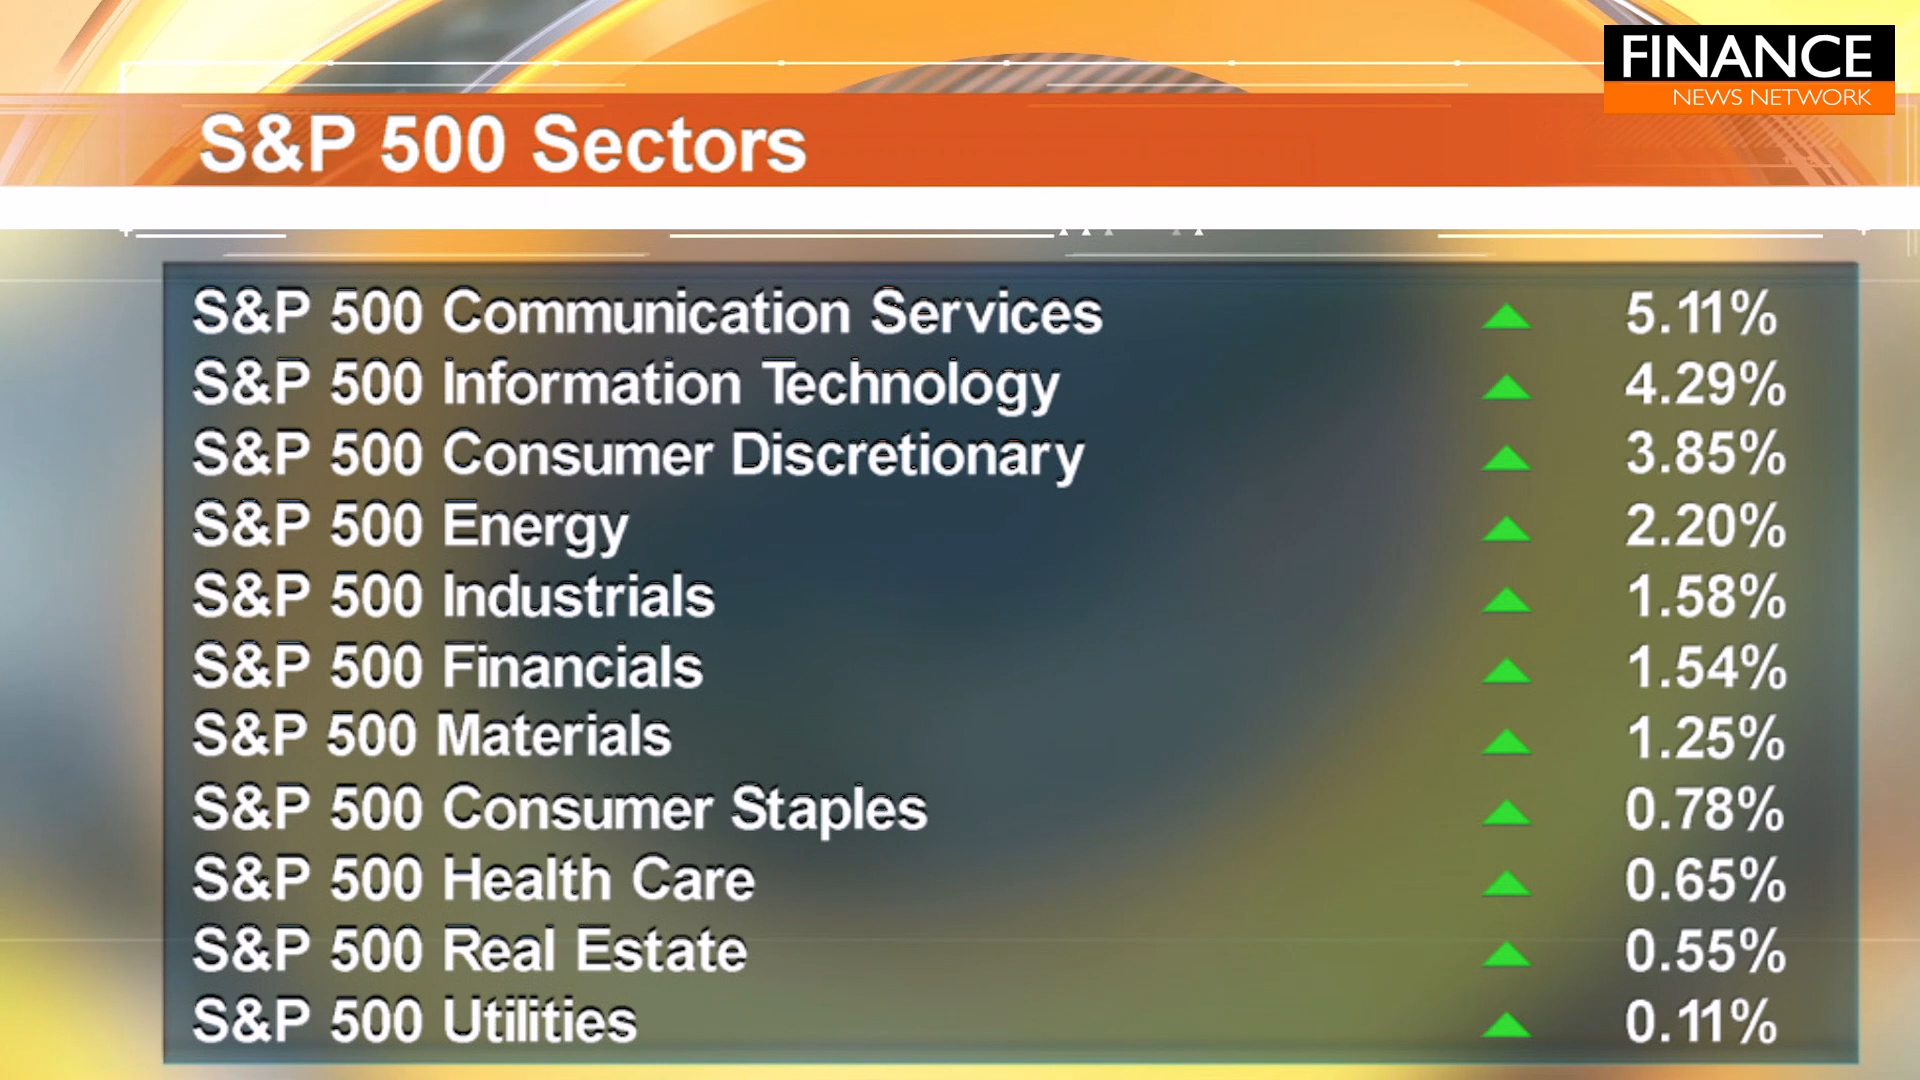 FINANCE
NEWS NETWORK
S&P 500 Sectors
S&P 500 Communication Services 5.11%
S&P 500 Information Technology 4.29%
S&P 500 Consumer Discretionary 3.85%
S&P 500 Energy 2.20%
S&P 500 Industrials 1.58%
S&P 500 Financials 1.54%
S&P 500 Materials 1.25%
S&P 500 Consumer Staples 0.78%
S&P 500 Health Care 0.65%
S&P 500 Real Estate 0.55%
S&P 500 Utilities 0.11%